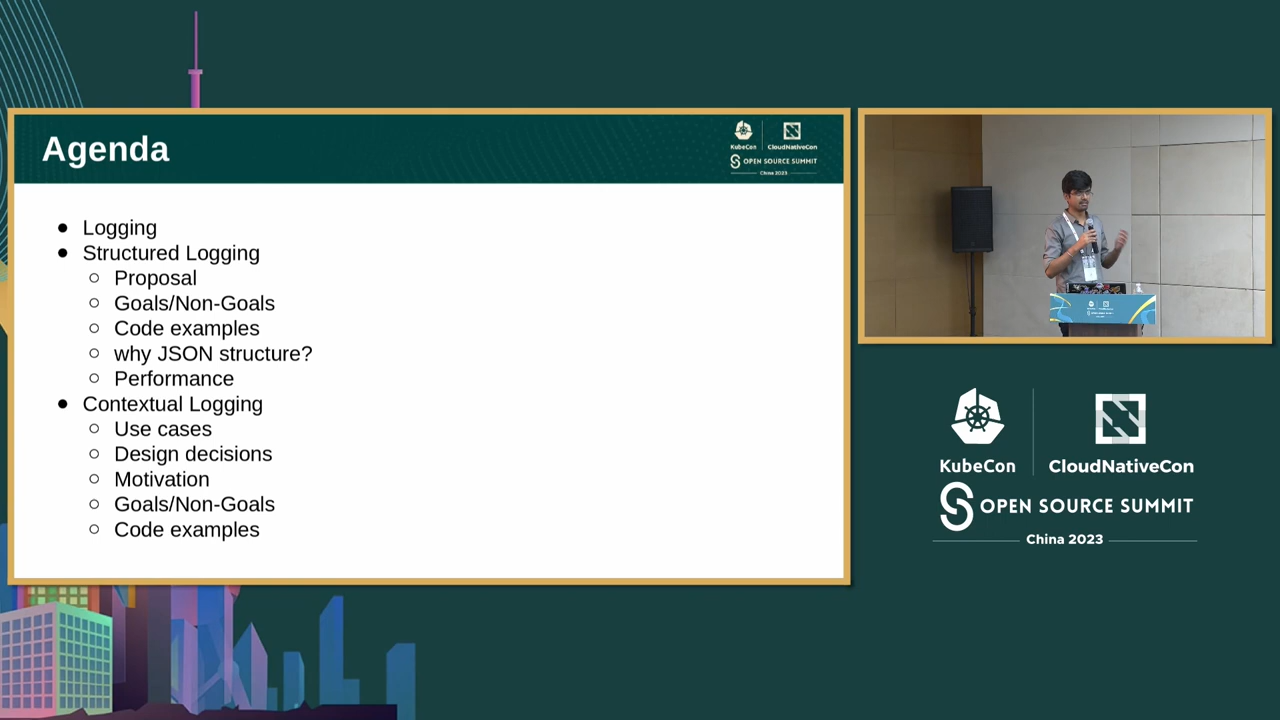 Agenda
KubeCon
CloudNativeCon
OPEN SOURCE SUMMIT
China 2023
Logging
Structured Logging
Proposal
Goals/Non-Goals
Code examples
why JSON structure?
Performance
Contextual Logging
Use cases
Design decisions
Motivation
Goals/Non-Goals
Code examples
KubeCon
CloudNativeCon
OPEN SOURCE SUMMIT
China 2023